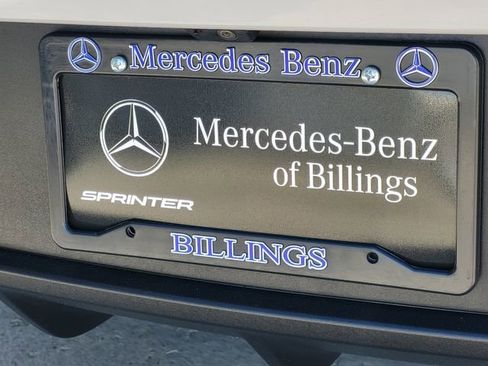 Mercedes Benz
Mercedes-Benz
of Billings
SPRINTER
BILLINGS